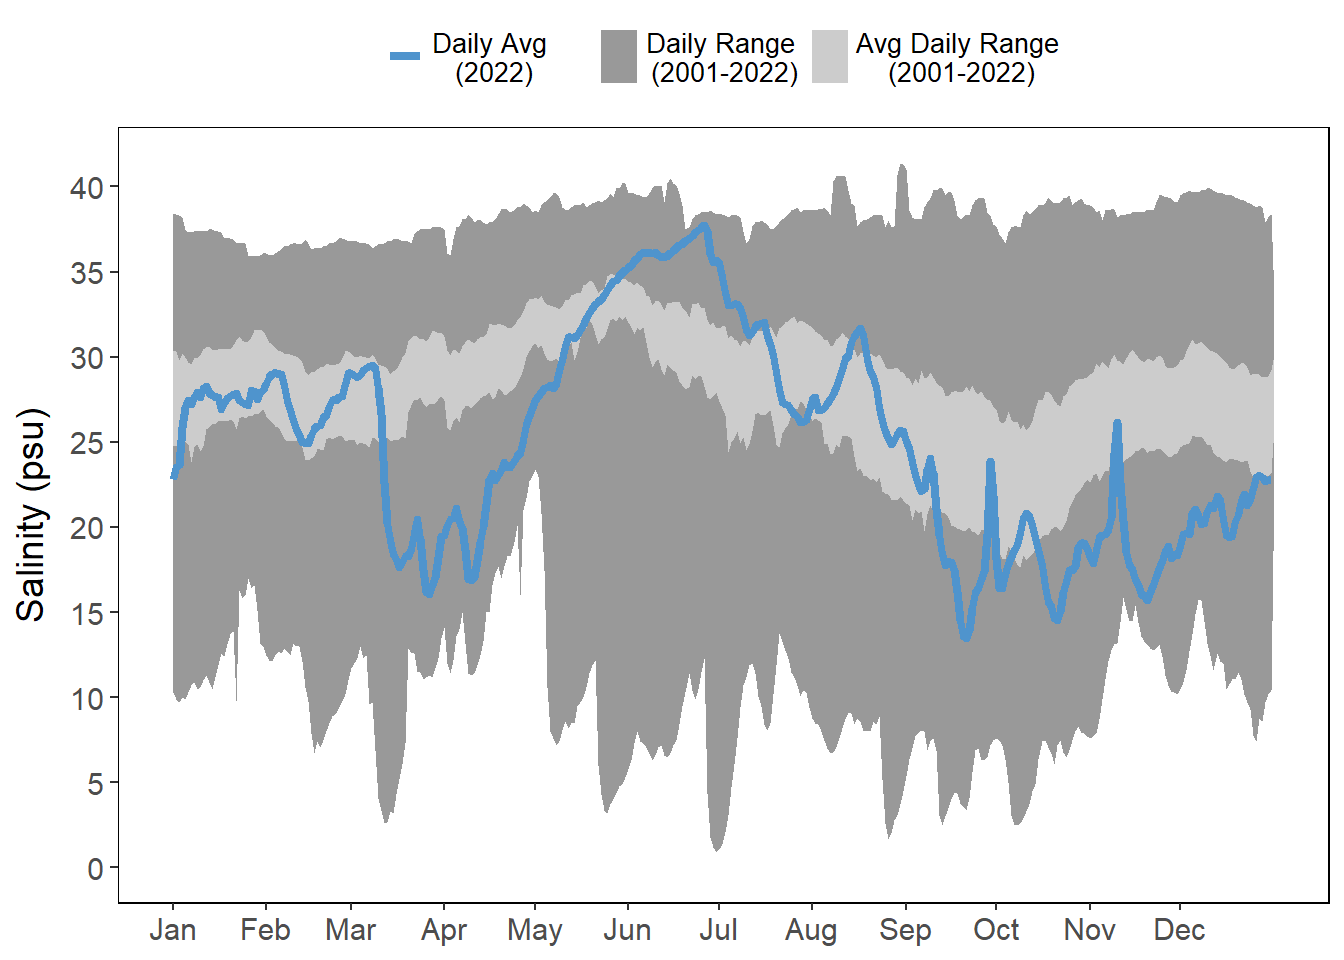 Daily Avg
(2022)
Daily Range
(2001-2022)
Avg Daily Range
(2001-2022)
Salinity (psu)
40
35
30
25
20
15
10
5
0
Jan Feb Mar Apr May Jun Jul Aug Sep Oct Nov Dec